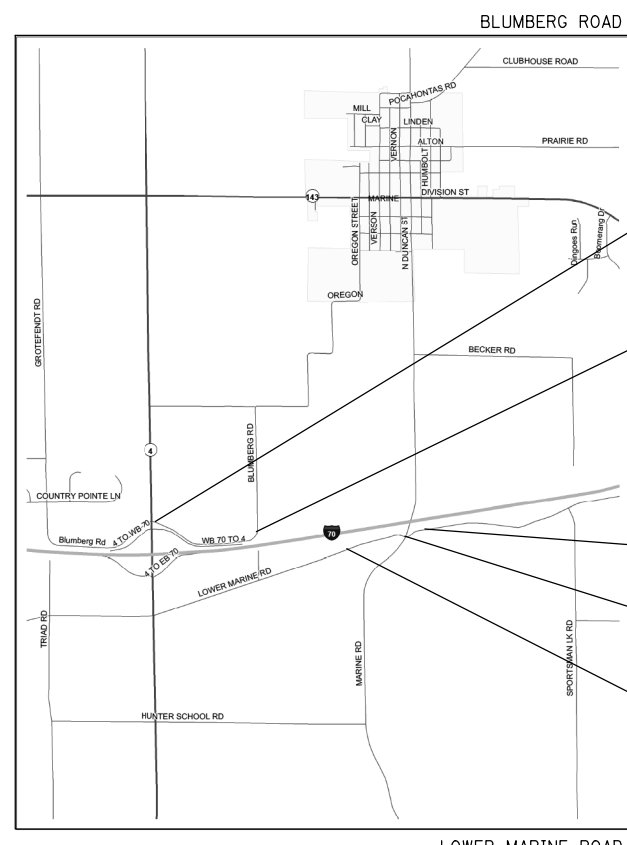 BLUMBERG ROAD
CLUBHOUSE ROAD
POCAHONTAS RD
MILL
CLAY
LINDEN
VERNON
ALTON
PRAIRIE RD
HUMBOLT
143
MARINE
DIVISION ST
OREGON STREET
VERSON
N DUNCAN ST
Dingoes Run
Boomerang D
OREGON
GROTEFENDT RD
BECKER RD
BLUMBERG RD
4
COUNTRY POINTE LN
Blumberg Rd
4 TO WB 70
WB 70 TO 4
70
4 TO EB 70
LOWER MARINE RD
TRIAD RD
MARINE RD
SPORTSMAN LK RD
HUNTER SCHOOL RD
LOWER MARINE ROAD